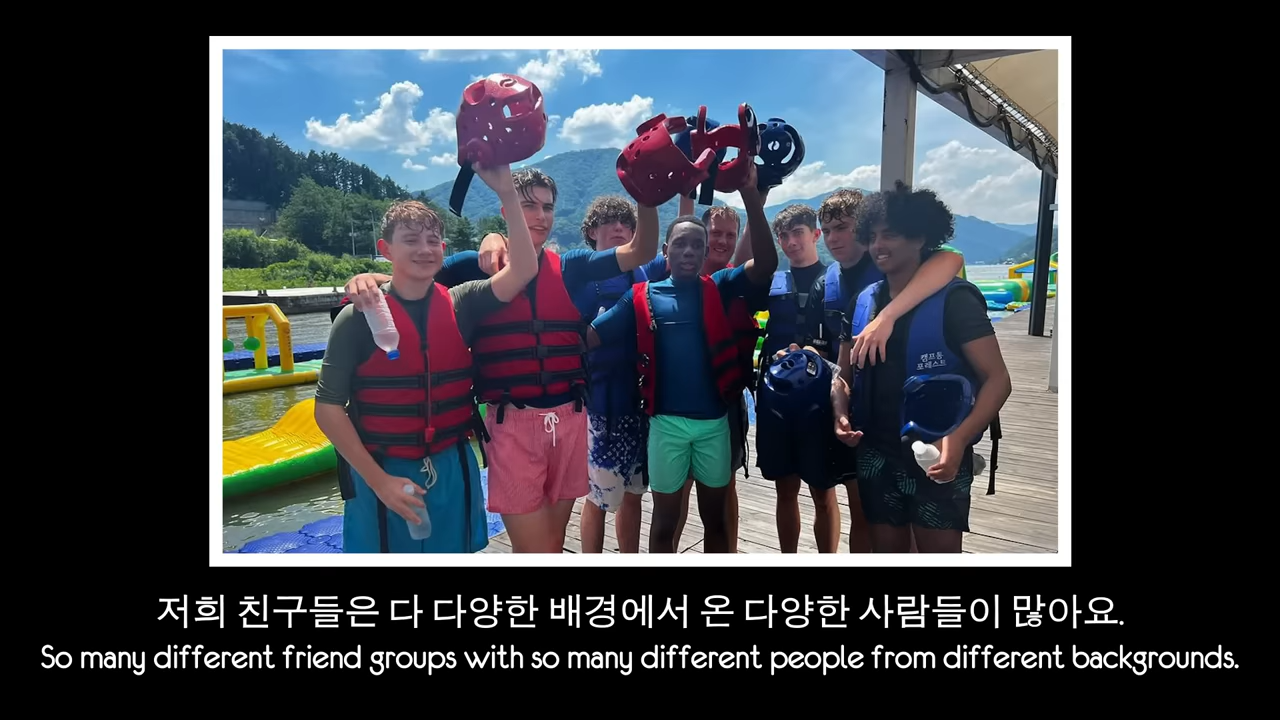 캠프통
포레스트
저희 친구들은 다 다양한 배경에서 온 다양한 사람들이 많아요.
So many different friend groups with so many different people from different backgrounds.